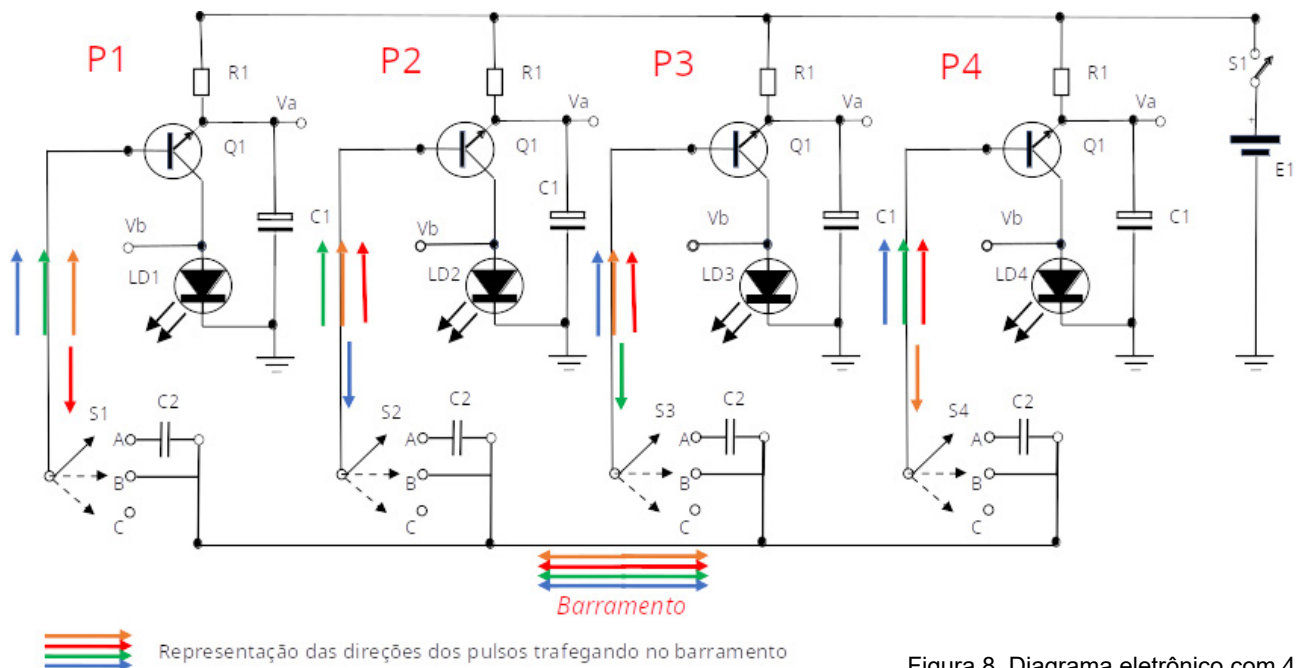 P1 P2 P3 P4
R1 R1 R1 R1
S1
Va Va Va Va
Q1 Q1 Q1 Q1
+
E1
C1 C1 C1 C1
Vb Vb Vb Vb
LD1 LD2 LD3 LD4
S1 C2 S2 C2 S3 C2 S4 C2
A A A A
B B B B
C C C C
Barramento
Representação das direções dos pulsos trafegando no barramento
Figura 8. Diagrama eletrônico com 4